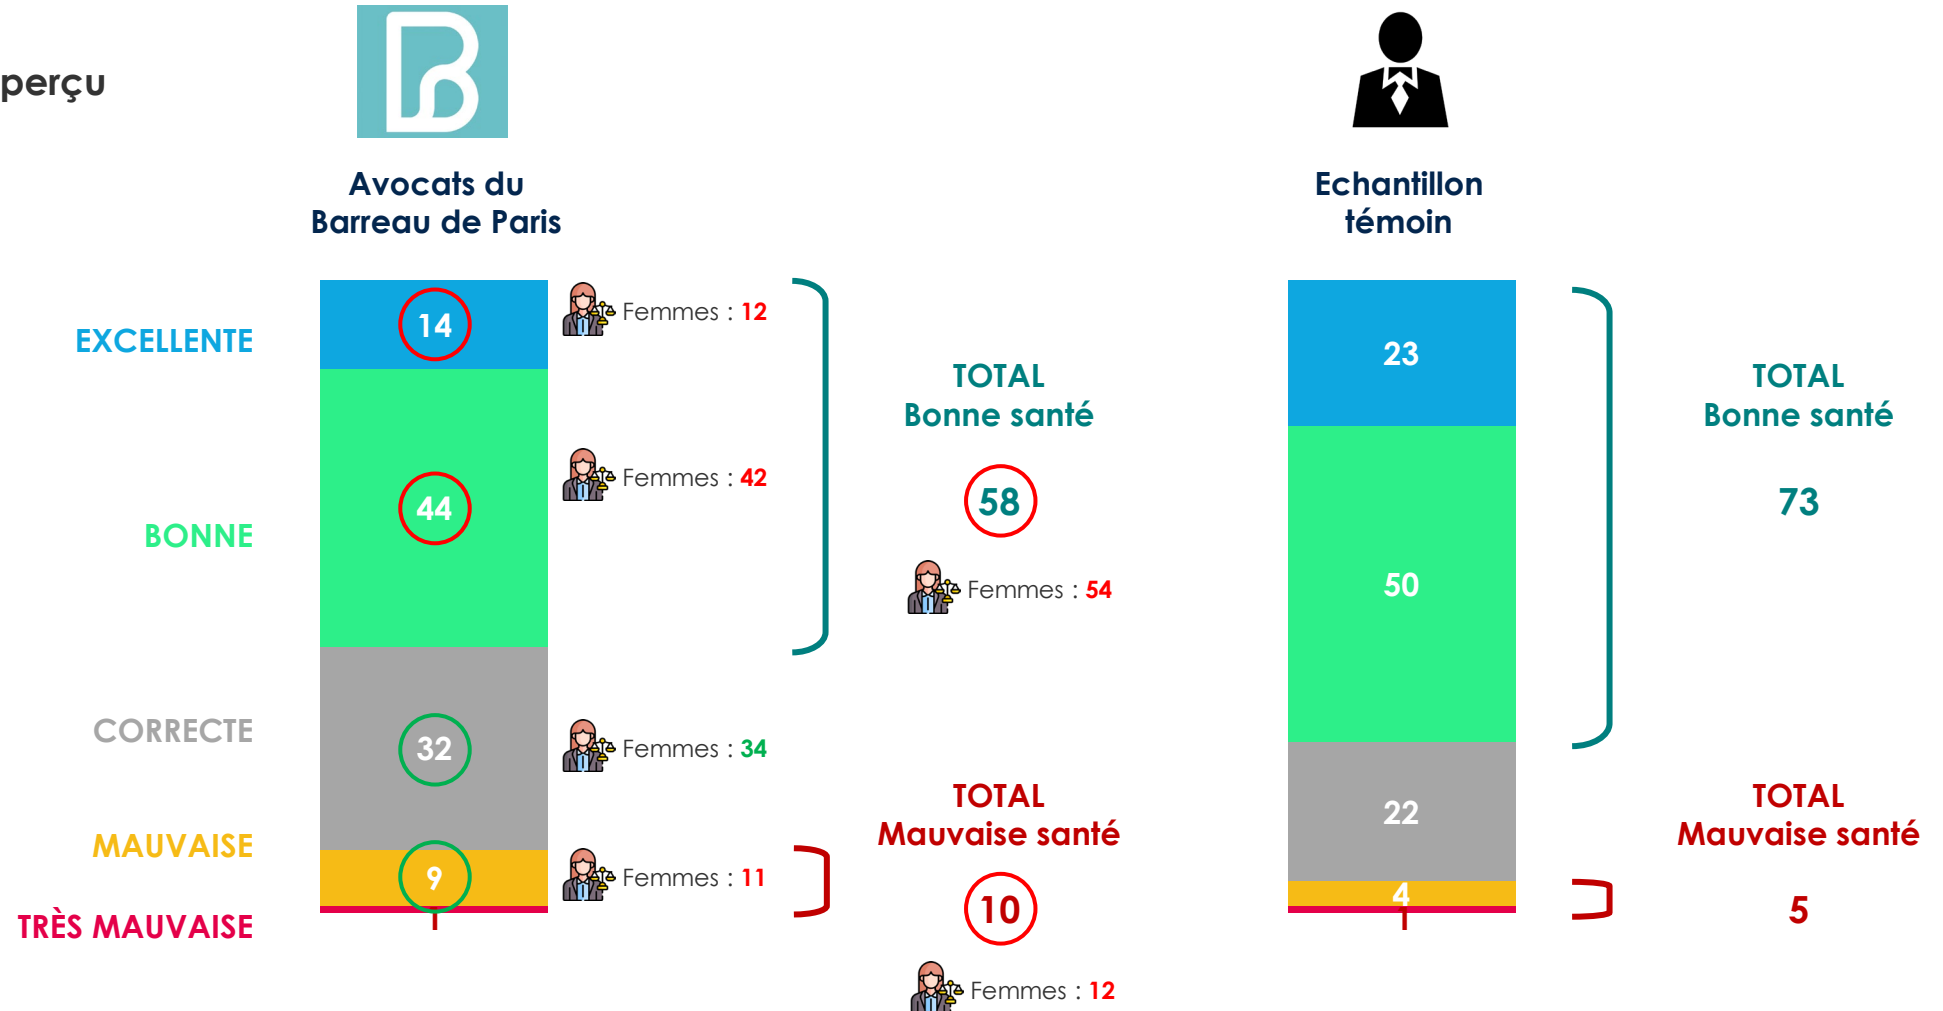 perçu
Avocats du
Barreau de Paris
Echantillon
témoin
EXCELLENTE
14
Femmes : 12
23
BONNE
44
Femmes : 42
TOTAL
Bonne santé
58
Femmes : 54
50
TOTAL
Bonne santé
73
CORRECTE
32
Femmes : 34
22
MAUVAISE
9
Femmes : 11
TOTAL
Mauvaise santé
10
Femmes : 12
4
TOTAL
Mauvaise santé
5
TRÈS MAUVAISE
1
1